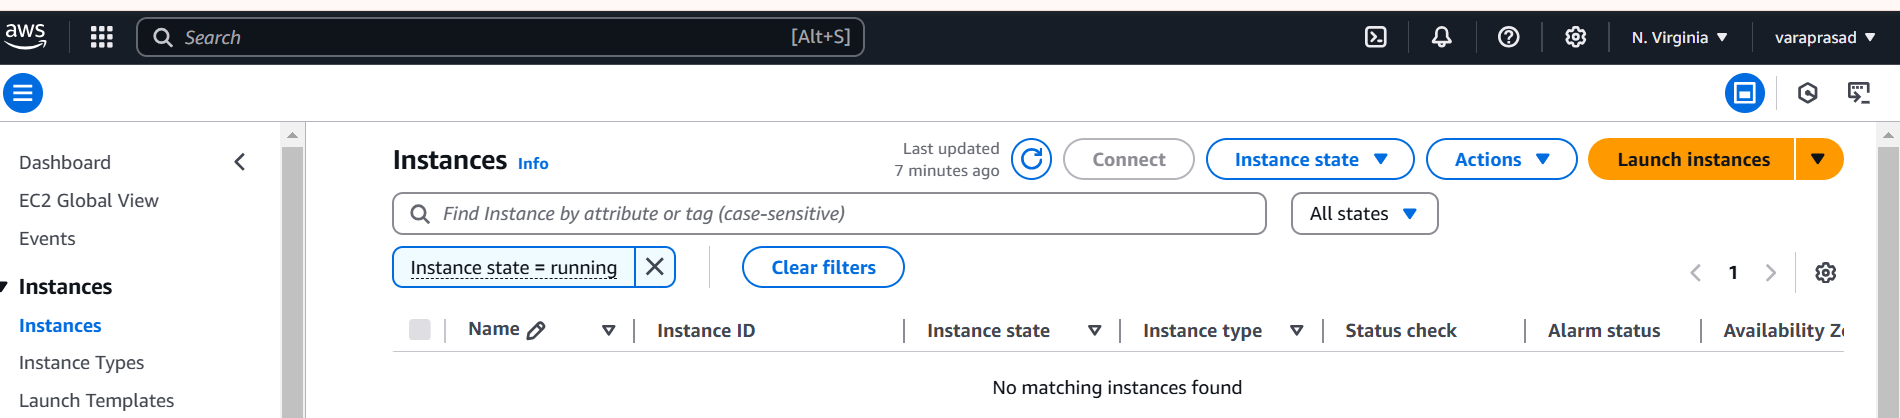 aws
Search [Alt+S]
N. Virginia
varaprasad
Dashboard
EC2 Global View
Events
Instances
Instances
Instance Types
Launch Templates
Instances Info
Last updated
7 minutes ago
Connect
Instance state
Actions
Launch instances
Find Instance by attribute or tag (case-sensitive)
All states
Instance state = running
Clear filters
1
Name
Instance ID
Instance state
Instance type
Status check
Alarm status
Availability
No matching instances found